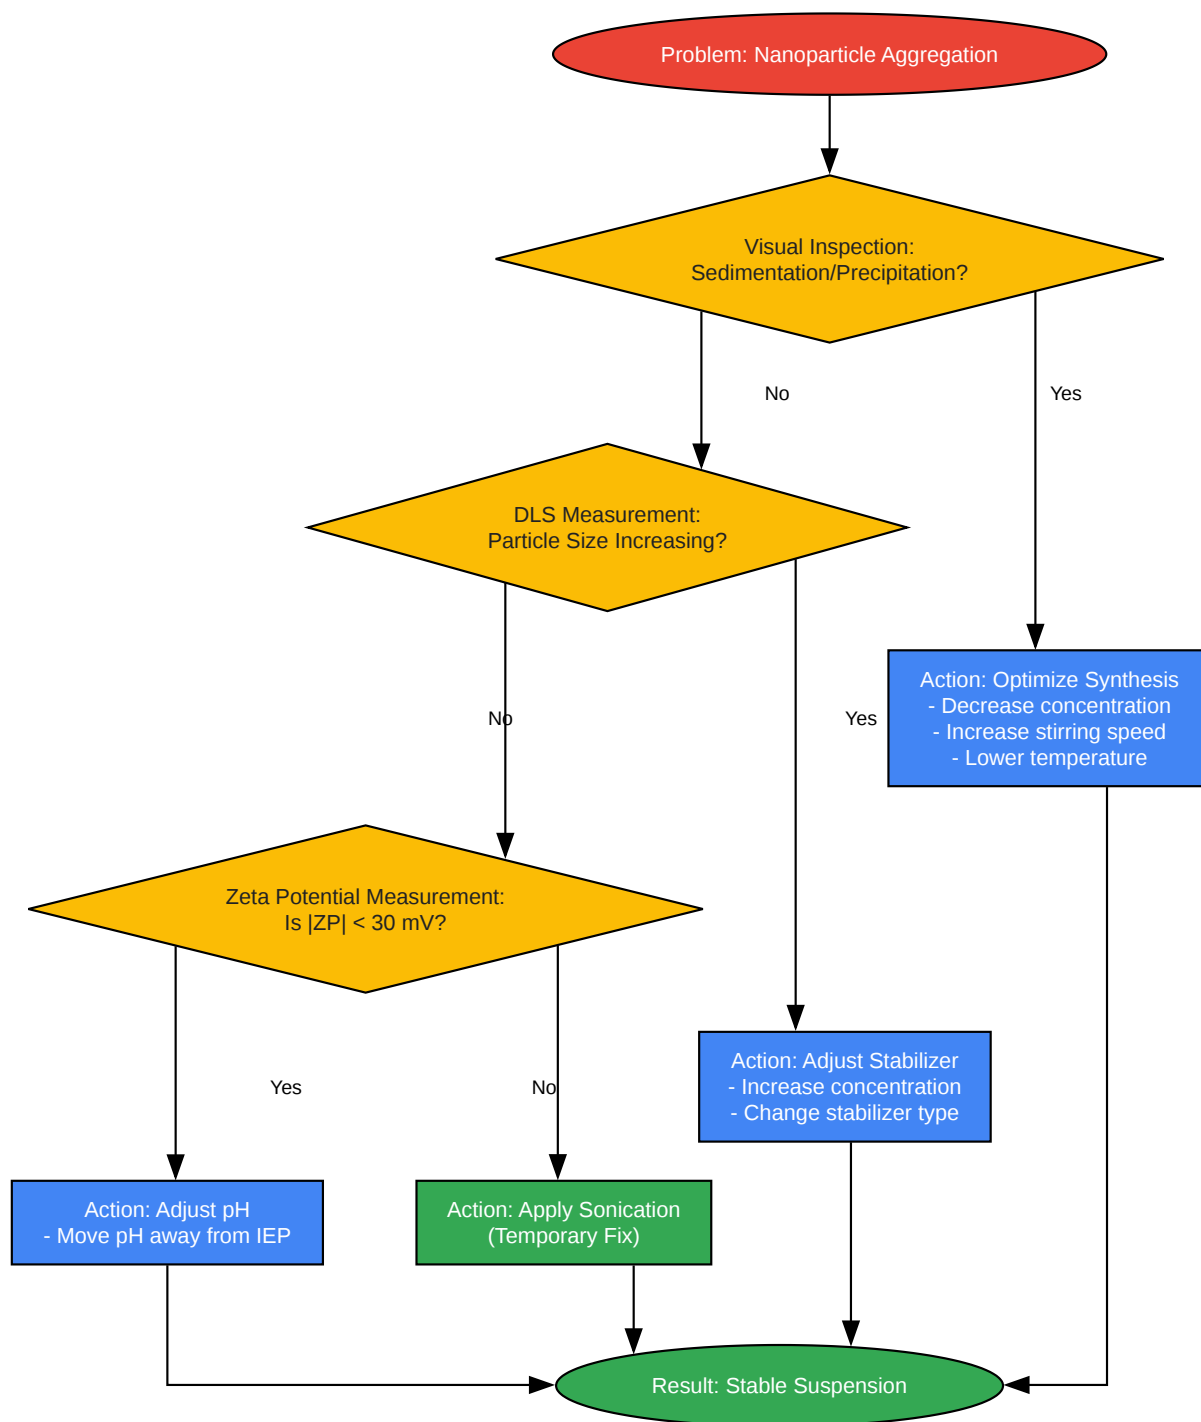 Problem: Nanoparticle Aggregation
Visual Inspection:
Sedimentation/Precipitation?
No
Yes
DLS Measurement:
Particle Size Increasing?
No
Yes
Action: Optimize Synthesis
- Decrease concentration
- Increase stirring speed
- Lower temperature
Zeta Potential Measurement:
Is |ZP| < 30 mV?
Yes
No
Action: Adjust Stabilizer
- Increase concentration
- Change stabilizer type
Action: Adjust pH
- Move pH away from IEP
Action: Apply Sonication
(Temporary Fix)
Result: Stable Suspension